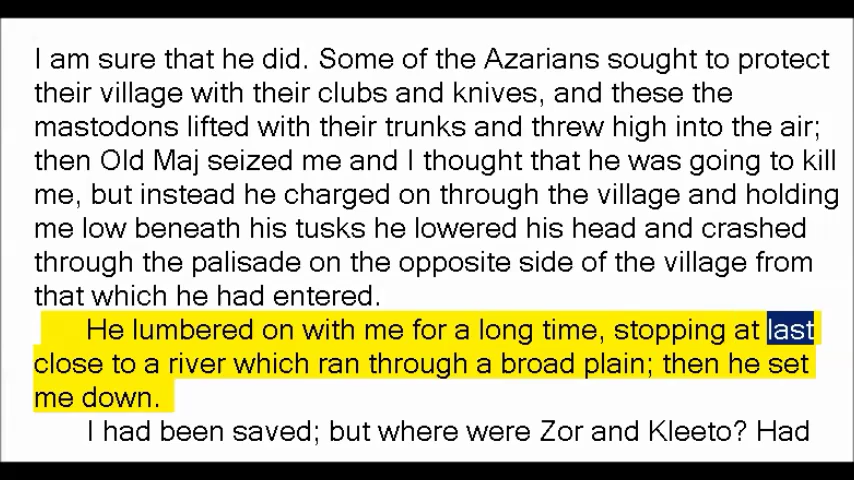 I am sure that he did. Some of the Azarians sought to protect
their village with their clubs and knives, and these the
mastodons lifted with their trunks and threw high into the air;
then Old Maj seized me and I thought that he was going to kill
me, but instead he charged on through the village and holding
me low beneath his tusks he lowered his head and crashed
through the palisade on the opposite side of the village from
that which he had entered.
He lumbered on with me for a long time, stopping at last
close to a river which ran through a broad plain; then he set
me down.
I had been saved; but where were Zor and Kleeto? Had